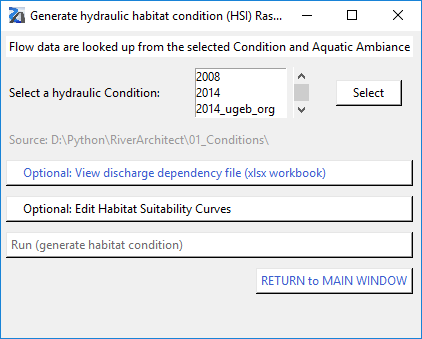 Generate hydraulic habitat condition (HSI) Ras...
Flow data are looked up from the selected Condition and Aquatic Ambiance
Select a hydraulic Condition:
2008
2014
2014_ugeb_org
Select
Source: D:\Python\RiverArchitect\01_Conditions\
Optional: View discharge dependency file (xlsx workbook)
Optional: Edit Habitat Suitability Curves
Run (generate habitat condition)
RETURN to MAIN WINDOW